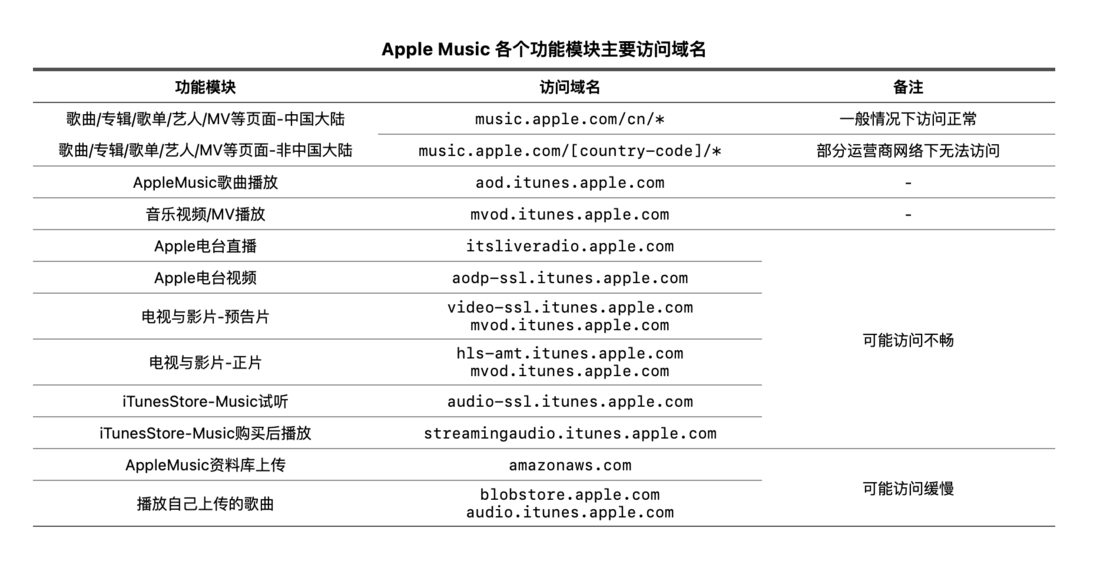 Apple Music 各个功能模块主要访问域名
功能模块 访问域名 备注
歌曲/专辑/歌单/艺人/MV等页面-中国大陆 music.apple.com/cn/* 一般情况下访问正常
歌曲/专辑/歌单/艺人/MV等页面-非中国大陆 music.apple.com/[country-code]/* 部分运营商网络下无法访问
AppleMusic歌曲播放 aod.itunes.apple.com -
音乐视频/MV播放 mvod.itunes.apple.com -
Apple电台直播 itsliveradio.apple.com
Apple电台视频 aodp-ssl.itunes.apple.com
电视与影片-预告片 video-ssl.itunes.apple.com
mvod.itunes.apple.com
可能访问不畅
电视与影片-正片 hls-amt.itunes.apple.com
mvod.itunes.apple.com
iTunesStore-Music试听 audio-ssl.itunes.apple.com
iTunesStore-Music购买后播放 streamingaudio.itunes.apple.com
AppleMusic资料库上传 amazonaws.com
可能访问缓慢
播放自己上传的歌曲 blobstore.apple.com
audio.itunes.apple.com